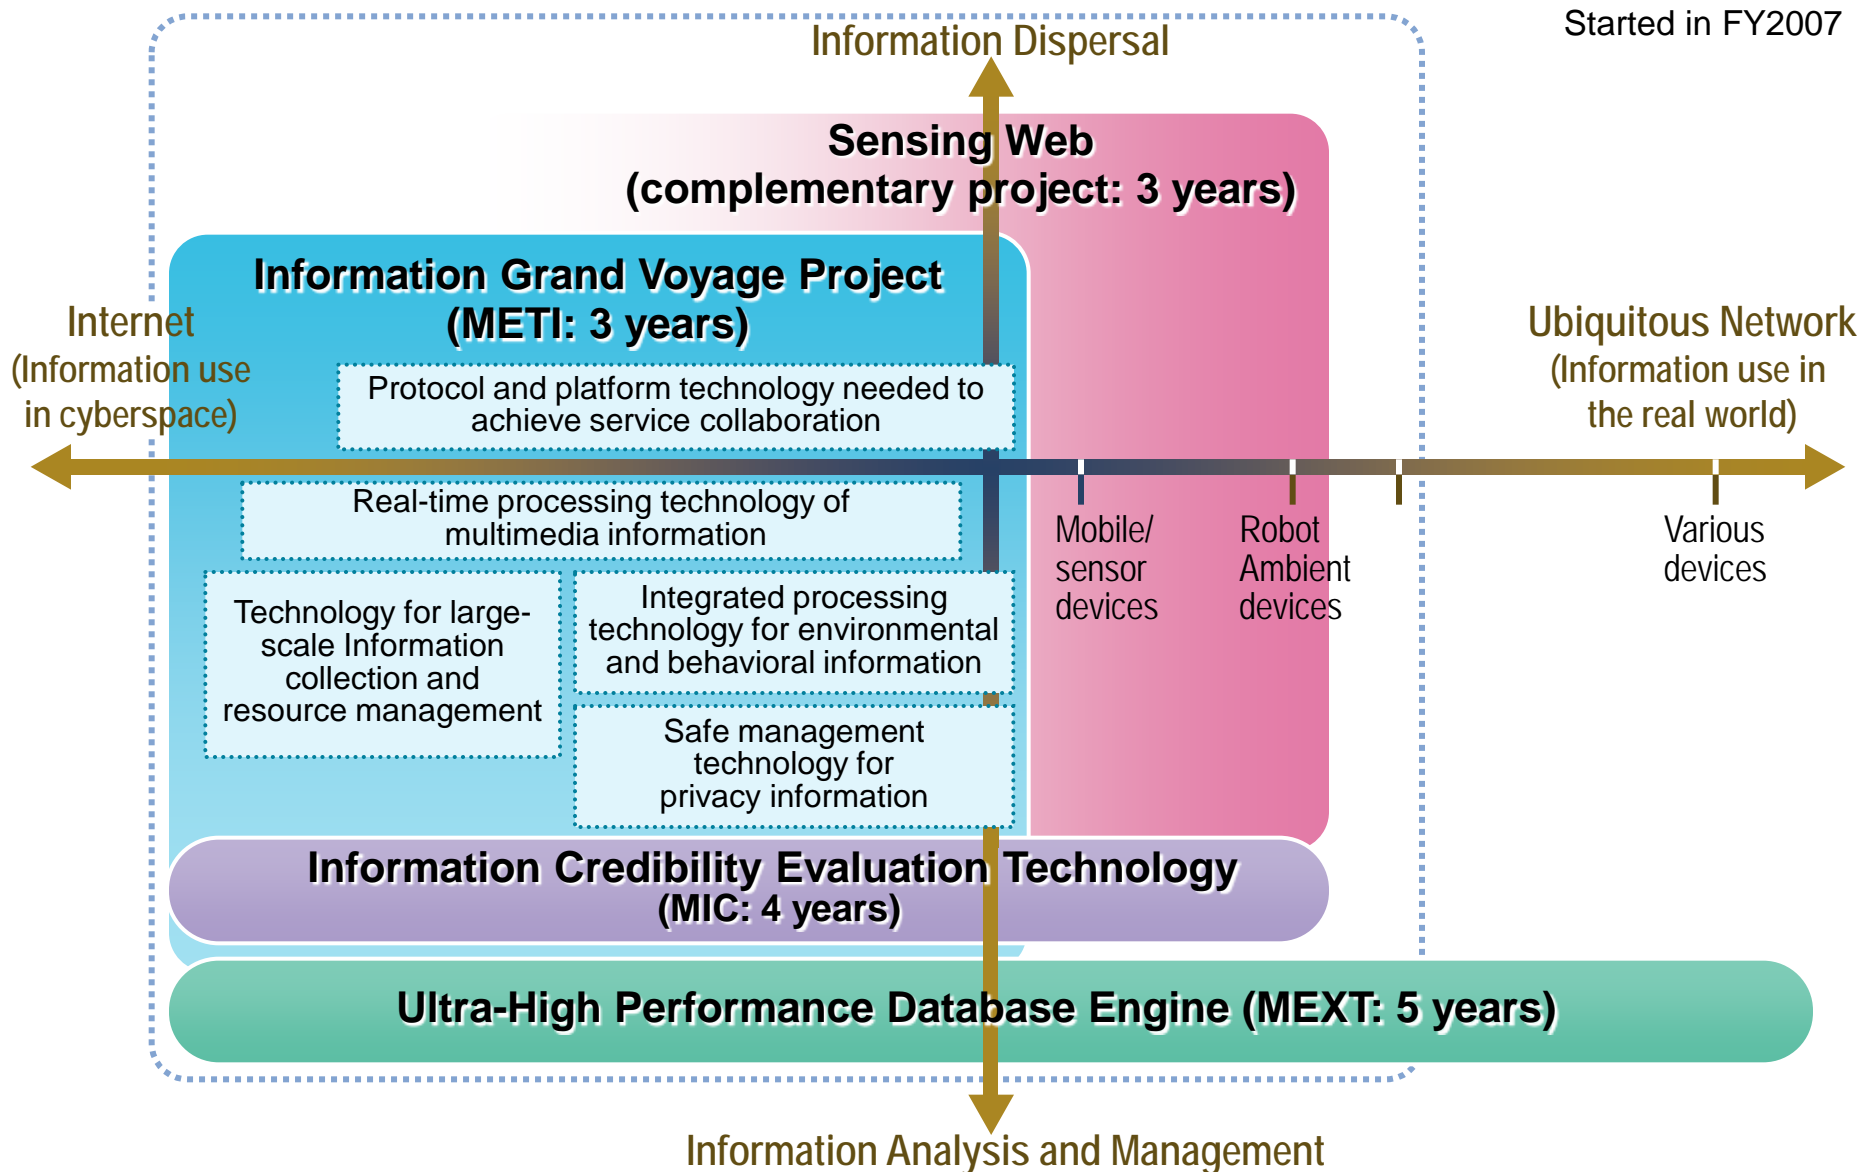 Started in FY2007
Information Dispersal
Sensing Web
(complementary project: 3 years)
Information Grand Voyage Project
(METI: 3 years)
Internet
(Information use
in cyberspace)
Ubiquitous Network
(Information use in
the real world)
Protocol and platform technology needed to
achieve service collaboration
Real-time processing technology of
multimedia information
Mobile/
sensor
devices
Robot
Ambient
devices
Various
devices
Technology for large-
scale Information
collection and
resource management
Integrated processing
technology for environmental
and behavioral information
Safe management
technology for
privacy information
Information Credibility Evaluation Technology
(MIC: 4 years)
Ultra-High Performance Database Engine (MEXT: 5 years)
Information Analysis and Management